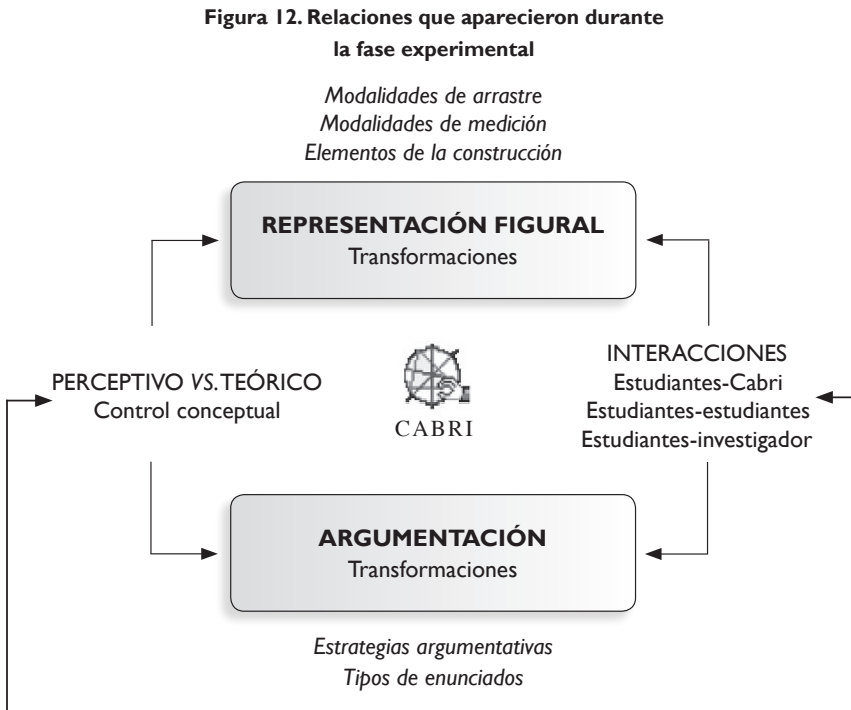 Figura 12. Relaciones que aparecieron durante
la fase experimental
Modalidades de arrastre
Modalidades de medición
Elementos de la construcción
REPRESENTACIÓN FIGURAL
Transformaciones
PERCEPTIVO VS. TEÓRICO
Control conceptual
CABRI
INTERACCIONES
Estudiantes-Cabri
Estudiantes-estudiantes
Estudiantes-investigador
ARGUMENTACIÓN
Transformaciones
Estrategias argumentativas
Tipos de enunciados